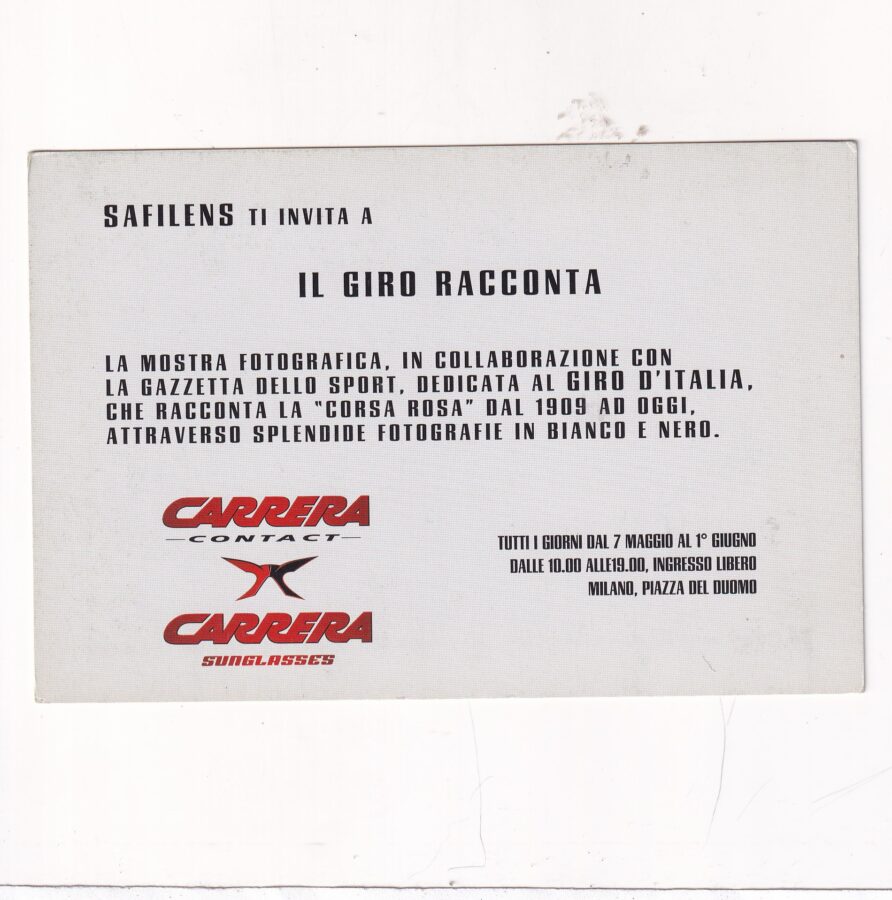 SAFILENS TI INVITA A
IL GIRO RACCONTA
LA MOSTRA FOTOGRAFICA, IN COLLABORAZIONE CON
LA GAZZETTA DELLO SPORT, DEDICATA AL GIRO D'ITALIA,
CHE RACCONTA LA "CORSA ROSA" DAL 1909 AD OGGI,
ATTRAVERSO SPLENDIDE FOTOGRAFIE IN BIANCO E NERO.
CARRERA
CONTACT
CARRERA
SUNGLASSES
TUTTI I GIORNI DAL 7 MAGGIO AL 1° GIUGNO
DALLE 10.00 ALLE19.00, INGRESSO LIBERO
MILANO, PIAZZA DEL DUOMO